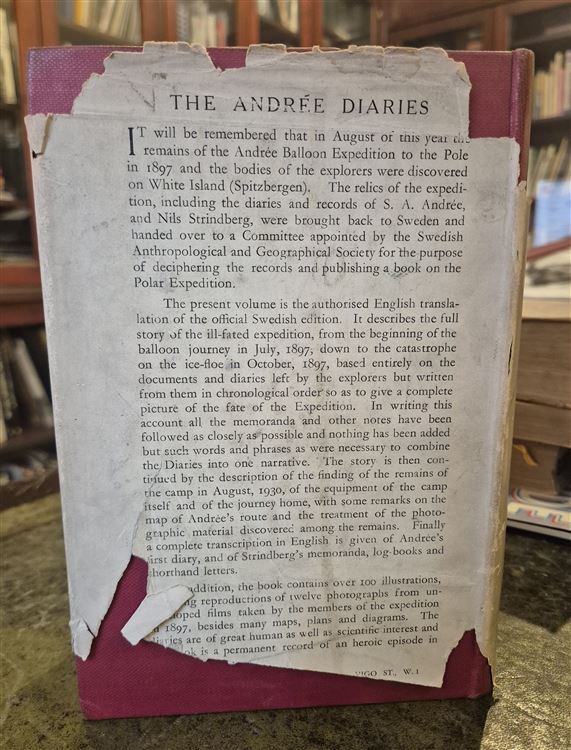 THE ANDRÉE DIARIES
IT will be remembered that in August of this year the
remains of the Andrée Balloon Expedition to the Pole
in 1897 and the bodies of the explorers were discovered
on White Island (Spitzbergen). The relics of the expedi-
tion, including the diaries and records of S. A. Andrée,
and Nils Strindberg, were brought back to Sweden and
handed over to a Committee appointed by the Swedish
Anthropological and Geographical Society for the purpose
of deciphering the records and publishing a book on the
Polar Expedition.
The present volume is the authorised English transla-
lation of the official Swedish edition. It describes the full
story of the ill-fated expedition, from the beginning of the
balloon journey in July, 1897, down to the catastrophe
on the ice-floe in October, 1897, based entirely on the
documents and diaries left by the explorers but written
from them in chronological order so as to give a complete
picture of the fate of the Expedition. In writing this
account all the memoranda and other notes have been
followed as closely as possible and nothing has been added
but such words and phrases as were necessary to combine
the Diaries into one narrative. The story is then con-
tinued by the description of the finding of the remains of
the camp in August, 1930, of the equipment of the camp
itself and of the journey home, with some remarks on the
map of Andrée's route and the treatment of the photo-
graphic material discovered among the remains. Finally
a complete transcription in English is given of Andrée's
first diary, and of Strindberg's memoranda, log-books and
shorthand letters.
addition, the book contains over 100 illustrations,
reproductions of twelve photographs from un-
oped films taken by the members of the expedition
1897, besides many maps, plans and diagrams. The
ries are of great human as well as scientific interest and
ok is a permanent record of an heroic episode in
VIGO ST., W.1